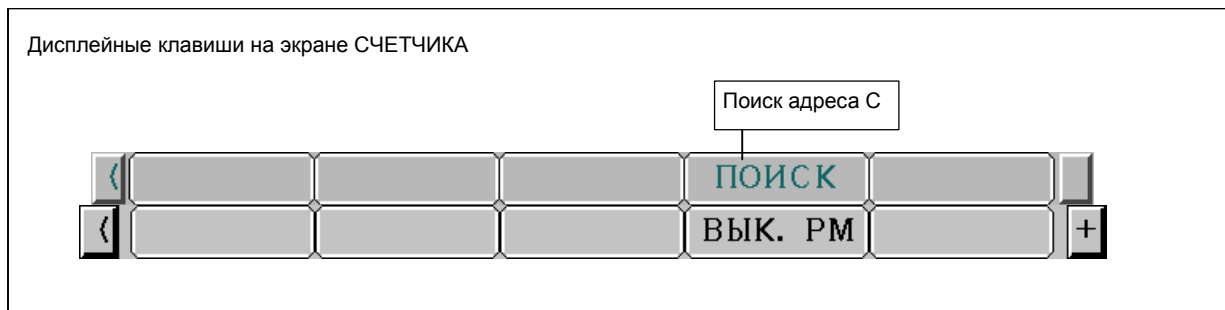 Дисплейные клавиши на экране СЧЕТЧИКА
Поиск адреса C
⟨ ПОИСК
⟨ ВЫК. РМ +